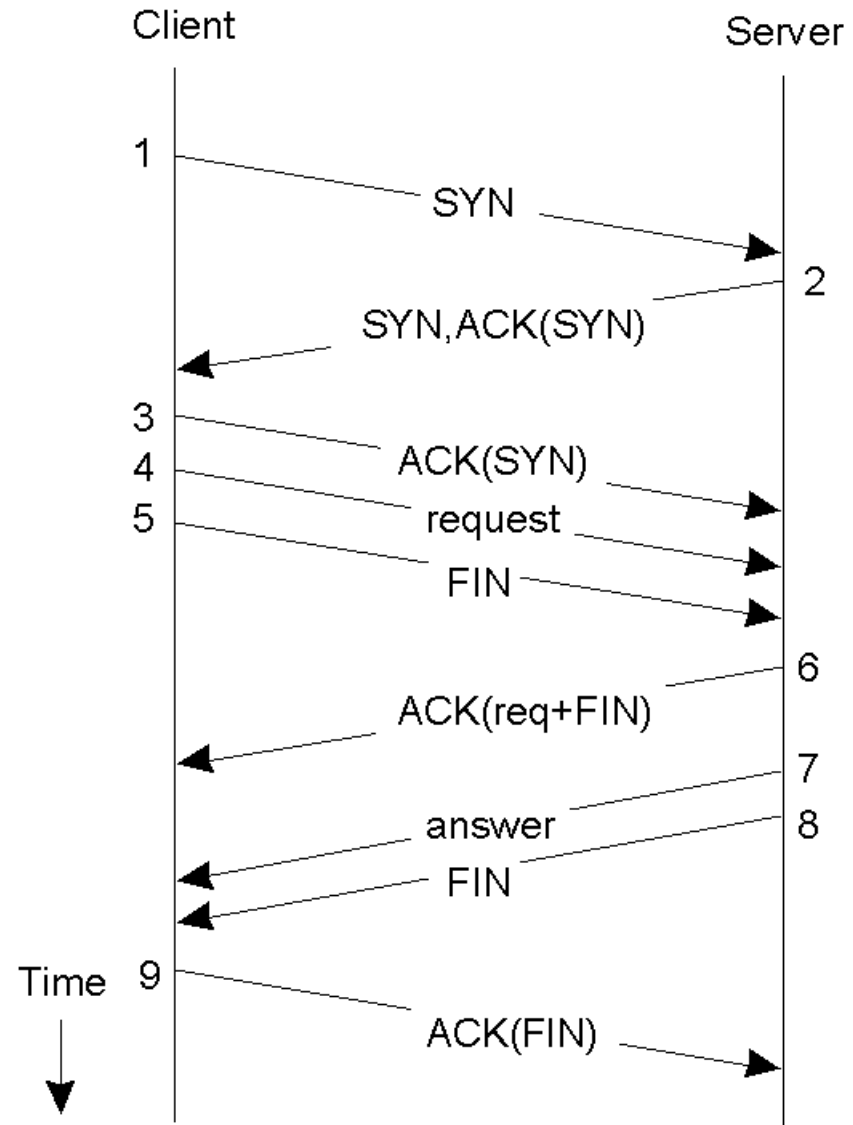 Client
Server
1
SYN
2
SYN,ACK(SYN)
3
ACK(SYN)
4
request
5
FIN
6
ACK(req+FIN)
7
answer
8
FIN
Time
9
ACK(FIN)